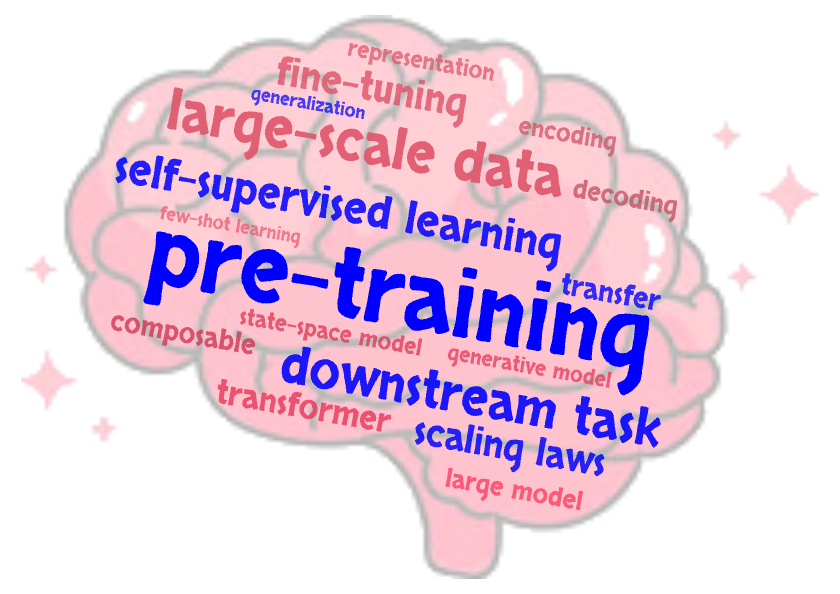 representation
fine-tuning
generalization
large-scale data
encoding
decoding
self-supervised learning
few-shot learning
pre-training
transfer
composable
state-space model
generative model
downstream task
transformer
scaling laws
large model